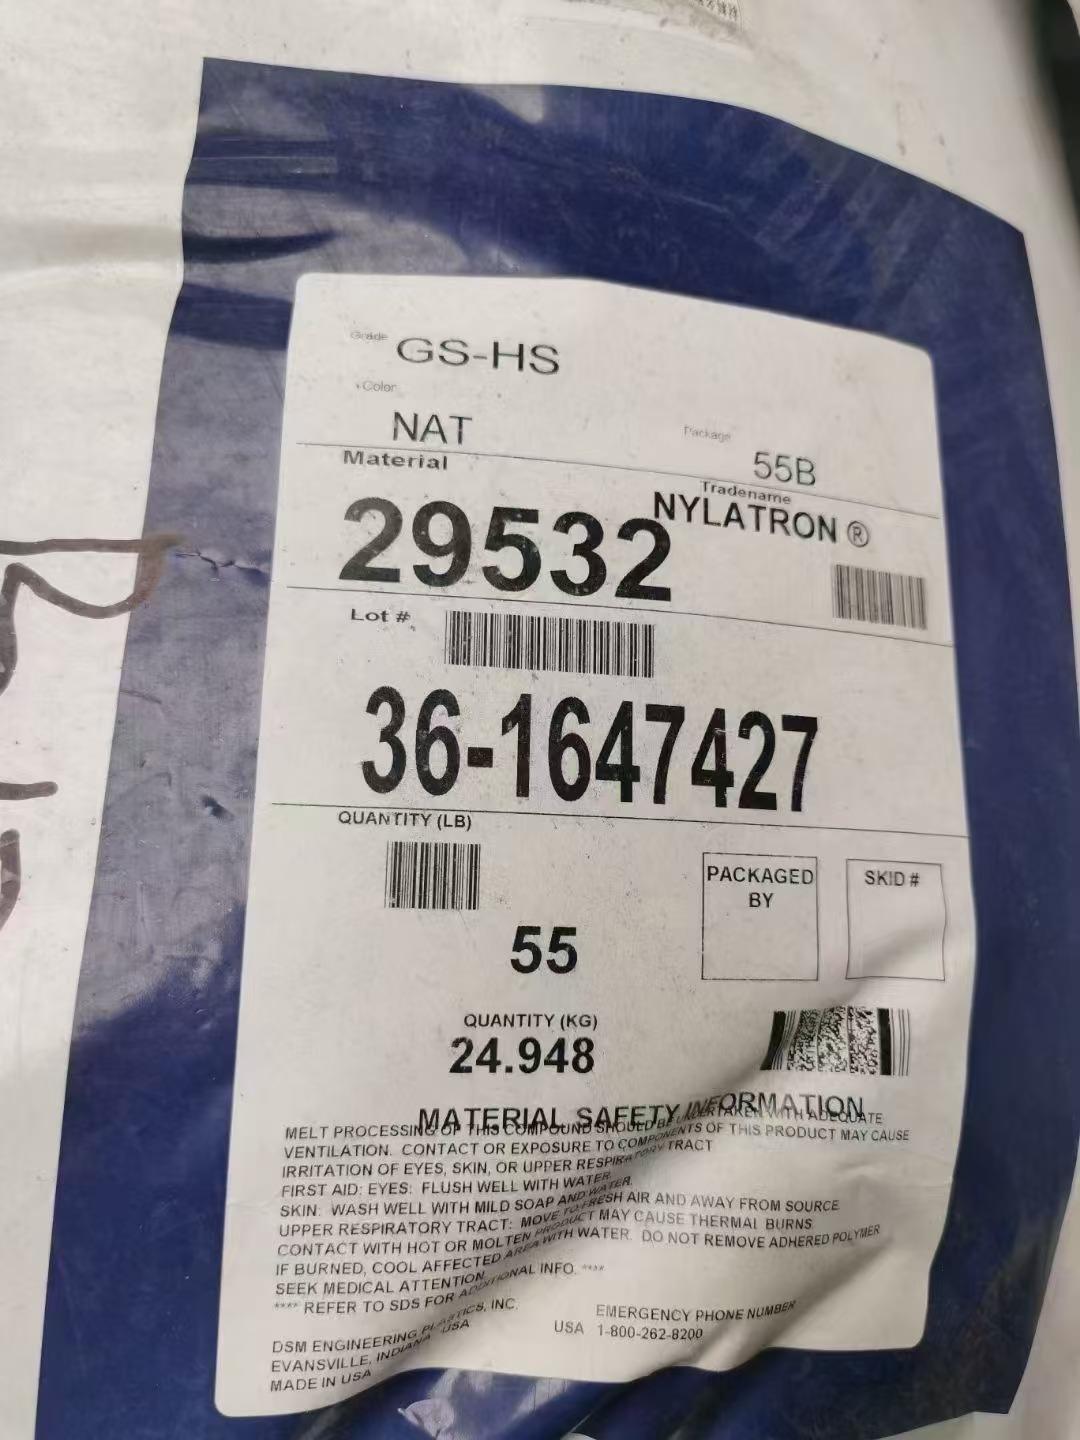 Grade
GS-HS
Color
NAT
Package
55B
Material
Tradename
29532
NYLATRON ®
Lot #
36-1647427
QUANTITY (LB)
55
PACKAGED
BY
SKID #
QUANTITY (KG)
24.948
MATERIAL SAFETY INFORMATION
MELT PROCESSING OF THIS COMPOUND SHOULD BE UNDERTAKEN WITH ADEQUATE
VENTILATION. CONTACT OR EXPOSURE TO COMPONENTS OF THIS PRODUCT MAY CAUSE
IRRITATION OF EYES, SKIN, OR UPPER RESPIRATORY TRACT
FIRST AID: EYES: FLUSH WELL WITH WATER.
SKIN: WASH WELL WITH MILD SOAP AND WATER.
UPPER RESPIRATORY TRACT: MOVE TO FRESH AIR AND AWAY FROM SOURCE
CONTACT WITH HOT OR MOLTEN PRODUCT MAY CAUSE THERMAL BURNS
IF BURNED, COOL AFFECTED AREA WITH WATER. DO NOT REMOVE ADHERED POLYMER
SEEK MEDICAL ATTENTION
**** REFER TO SDS FOR ADDITIONAL INFO. ****
DSM ENGINEERING PLASTICS, INC.
EVANSVILLE, INDIANA USA
MADE IN USA
EMERGENCY PHONE NUMBER
USA 1-800-262-8200